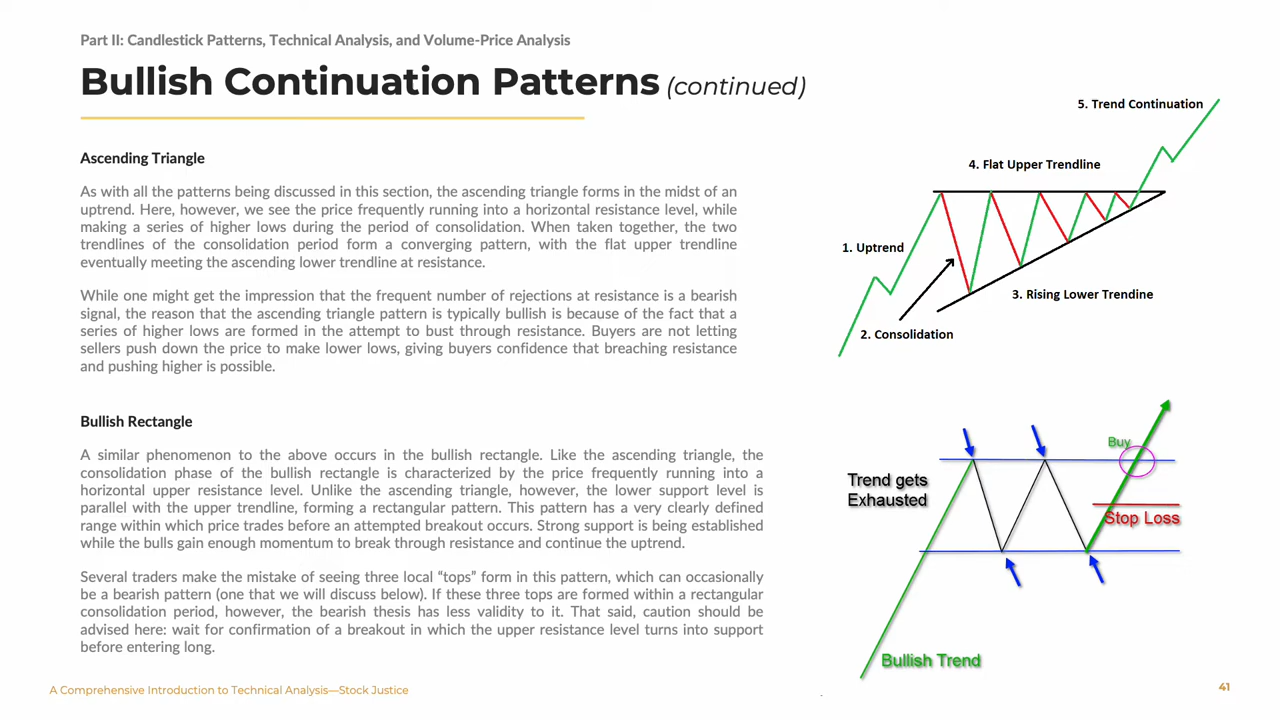 Part II: Candlestick Patterns, Technical Analysis, and Volume-Price Analysis
Bullish Continuation Patterns (continued)
Ascending Triangle
As with all the patterns being discussed in this section, the ascending triangle forms in the midst of an
uptrend. Here, however, we see the price frequently running into a horizontal resistance level, while
making a series of higher lows during the period of consolidation. When taken together, the two
trendlines of the consolidation period form a converging pattern, with the flat upper trendline
eventually meeting the ascending lower trendline at resistance.
While one might get the impression that the frequent number of rejections at resistance is a bearish
signal, the reason that the ascending triangle pattern is typically bullish is because of the fact that a
series of higher lows are formed in the attempt to bust through resistance. Buyers are not letting
sellers push down the price to make lower lows, giving buyers confidence that breaching resistance
and pushing higher is possible.
Bullish Rectangle
A similar phenomenon to the above occurs in the bullish rectangle. Like the ascending triangle, the
consolidation phase of the bullish rectangle is characterized by the price frequently running into a
horizontal upper resistance level. Unlike the ascending triangle, however, the lower support level is
parallel with the upper trendline, forming a rectangular pattern. This pattern has a very clearly defined
range within which price trades before an attempted breakout occurs. Strong support is being established
while the bulls gain enough momentum to break through resistance and continue the uptrend.
Several traders make the mistake of seeing three local “tops” form in this pattern, which can occasionally
be a bearish pattern (one that we will discuss below). If these three tops are formed within a rectangular
consolidation period, however, the bearish thesis has less validity to it. That said, caution should be
advised here: wait for confirmation of a breakout in which the upper resistance level turns into support
before entering long.
5. Trend Continuation
4. Flat Upper Trendline
1. Uptrend
3. Rising Lower Trendine
2. Consolidation
Buy
Trend gets
Exhausted
Stop Loss
Bullish Trend
A Comprehensive Introduction to Technical Analysis—Stock Justice
41